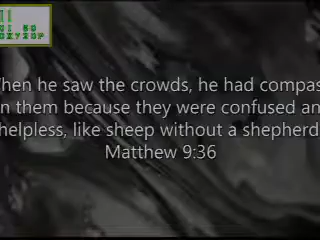 hen he saw the crowds, he had compas
n them because they were confused an
helpless, like sheep without a shepherd
Matthew 9:36